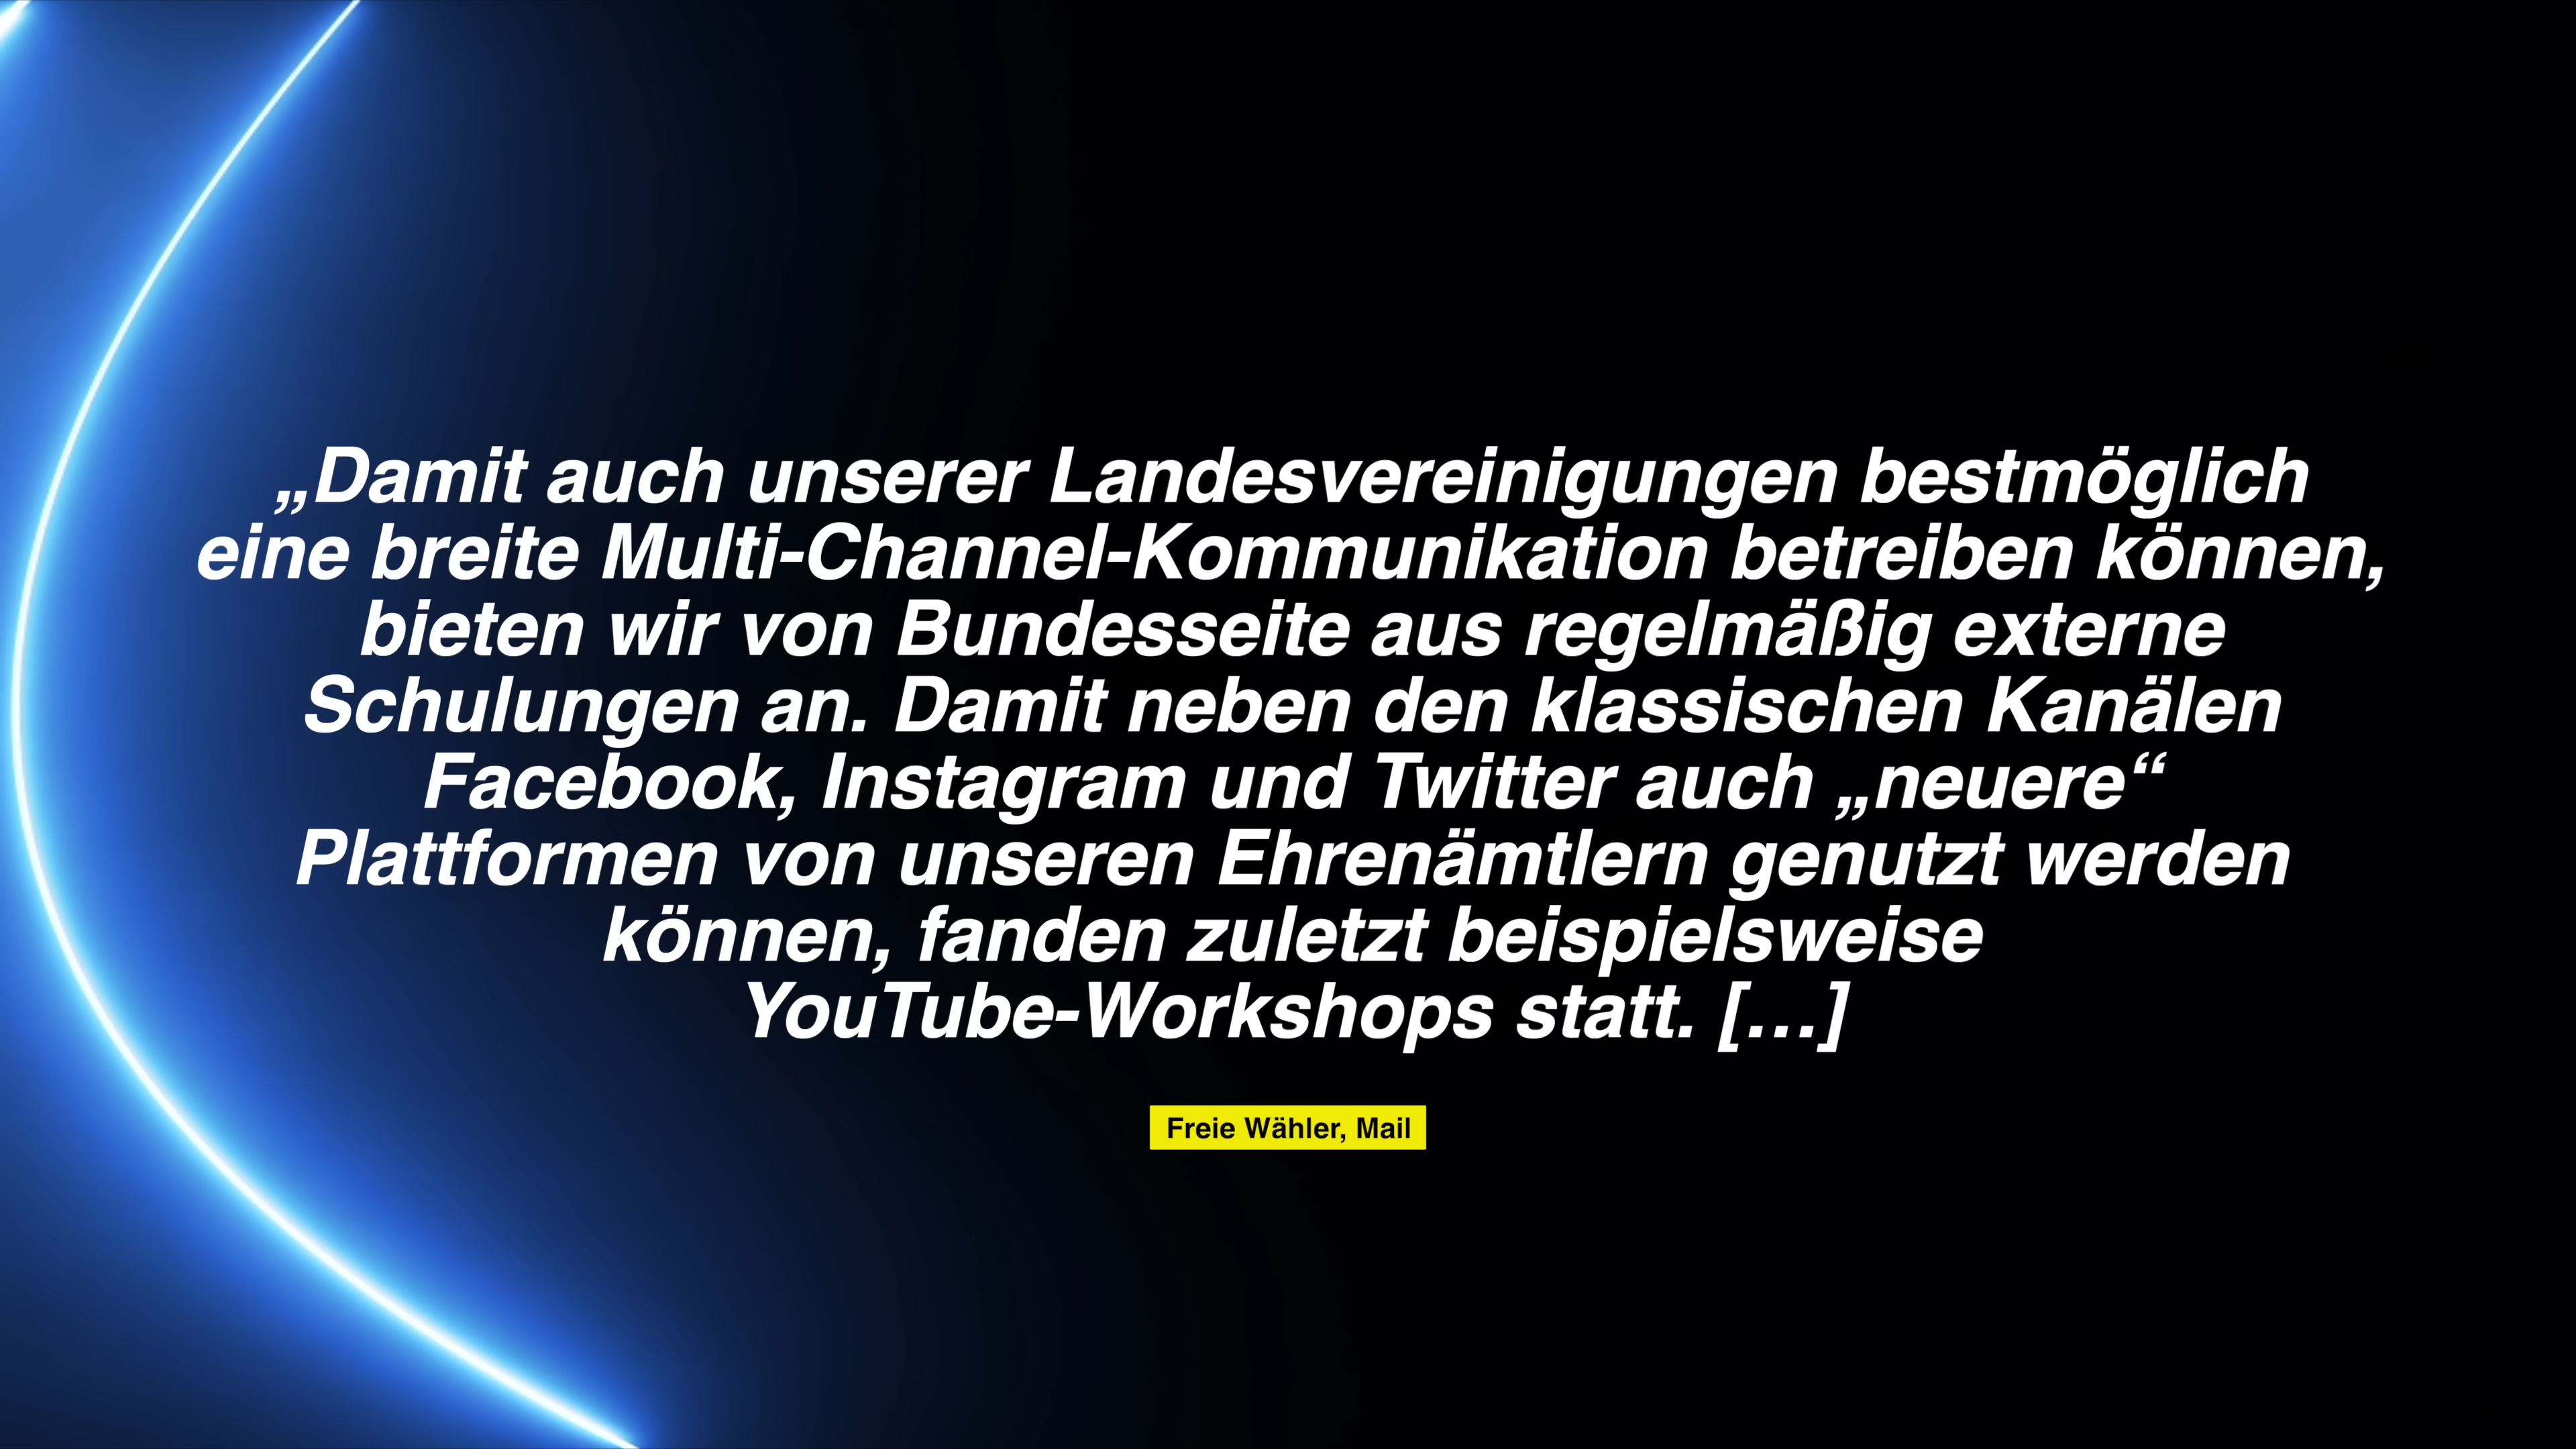 „Damit auch unserer Landesvereinigungen bestmöglich
eine breite Multi-Channel-Kommunikation betreiben können,
bieten wir von Bundesseite aus regelmäßig externe
Schulungen an. Damit neben den klassischen Kanälen
Facebook, Instagram und Twitter auch „neuere“
Plattformen von unseren Ehrenämtlern genutzt werden
können, fanden zuletzt beispielsweise
YouTube-Workshops statt. […]
Freie Wähler, Mail